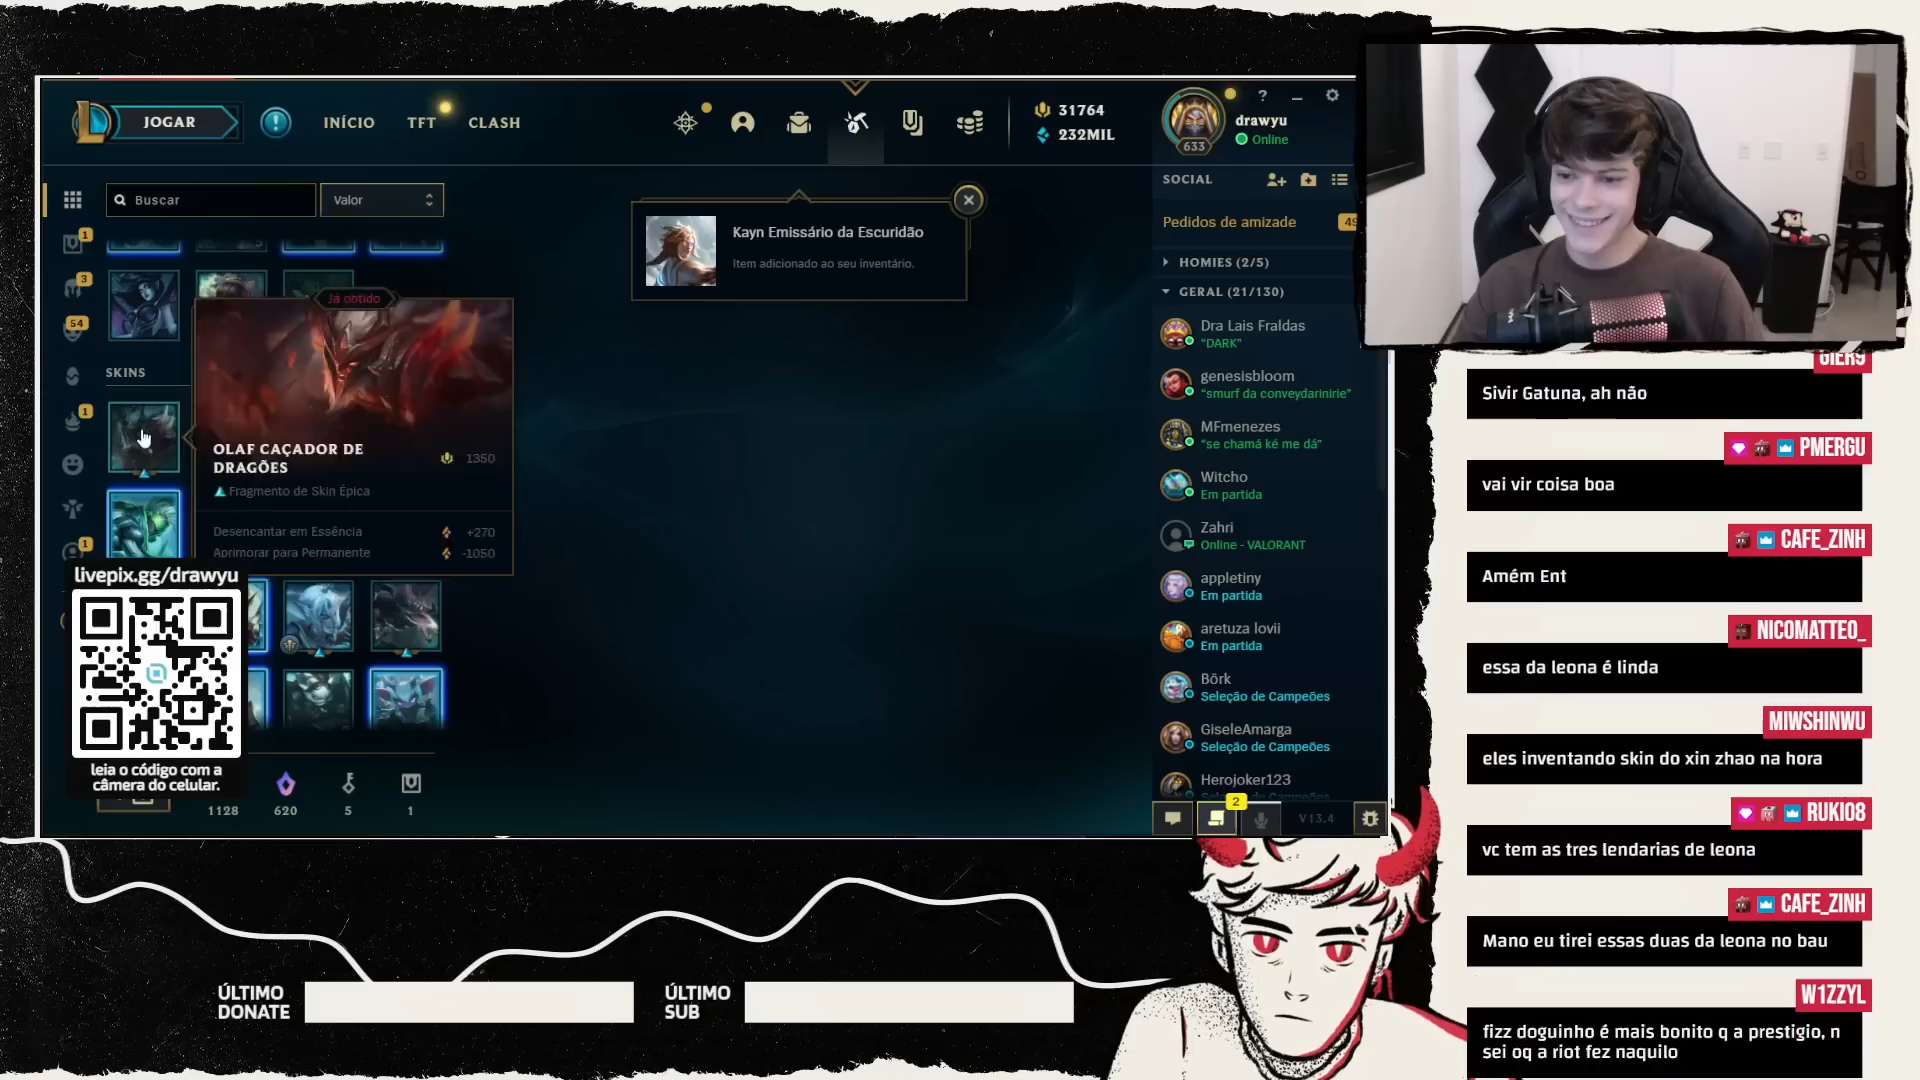 JOGAR
INÍCIO
TFT
CLASH
31764
232MIL
633
drawyu
Online
?
Buscar
Valor
1
3
54
1
1
Kayn Emissário da Escuridão
Item adicionado ao seu inventário.
SKINS
Já obtido
OLAF CAÇADOR DE
DRAGÕES
1350
Fragmento de Skin Épica
Desencantar em Essência
+270
Aprimorar para Permanente
-1050
livepix.gg/drawyu
leia o código com a
câmera do celular.
1128
620
5
1
SOCIAL
Pedidos de amizade
HOMIES (2/5)
GERAL (21/130)
Dra Lais Fraldas
“DARK”
genesisbloom
“smurf da conveydarinirie”
MFmenezes
“se chamá ké me dá”
Witcho
Em partida
Zahri
Online - VALORANT
appletiny
Em partida
aretuza lovii
Em partida
Börk
Seleção de Campeões
GiseleAmarga
Seleção de Campeões
Herojoker123
2
V13.4
GIER9
Sivir Gatuna, ah não
PMERGU
vai vir coisa boa
CAFE_ZINH
Amém Ent
NICOMATTEO_
essa da leona é linda
MIWSHINWU
eles inventando skin do xin zhao na hora
RUKI08
vc tem as tres lendarias de leona
CAFE_ZINH
Mano eu tirei essas duas da leona no bau
W1ZZYL
fizz doguinho é mais bonito q a prestigio, n
sei oq a riot fez naquilo
ÚLTIMO
DONATE
ÚLTIMO
SUB